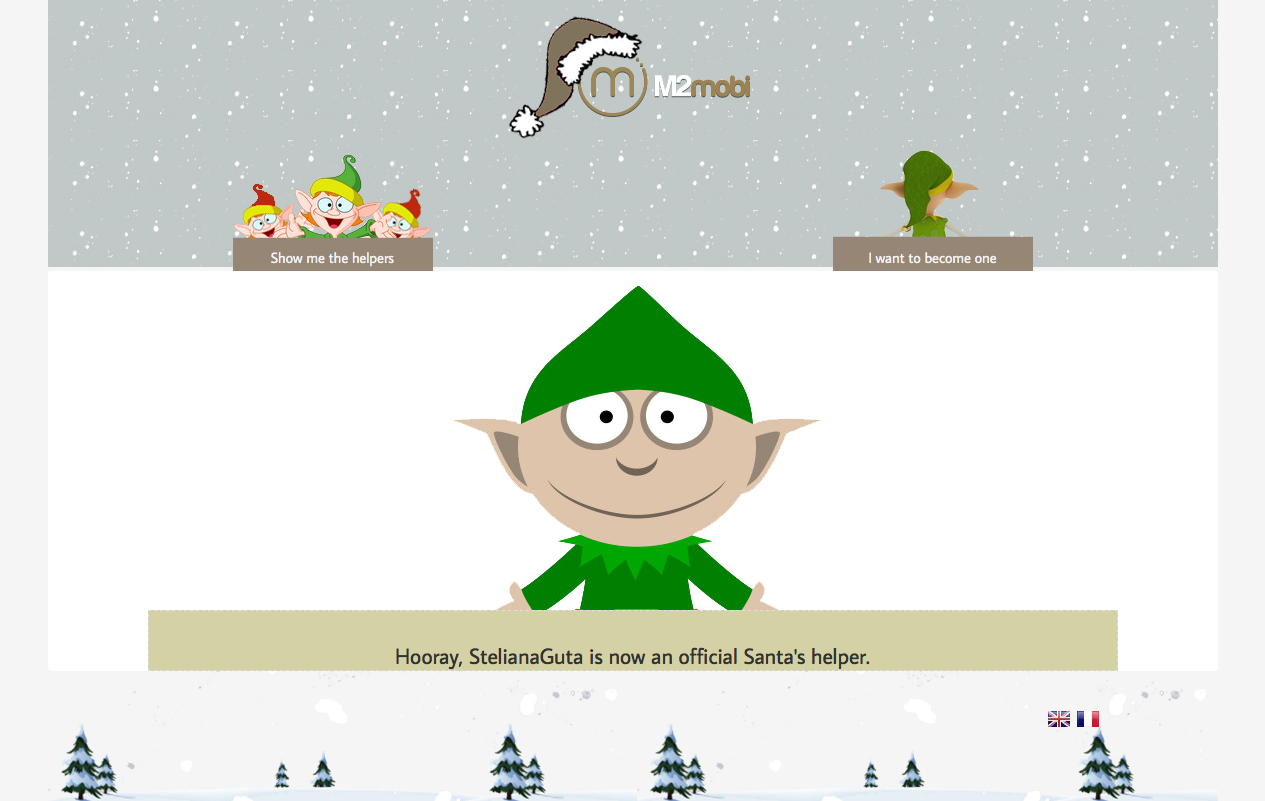 m M2mobi
Show me the helpers
I want to become one
Hooray, StelianaGuta is now an official Santa's helper.